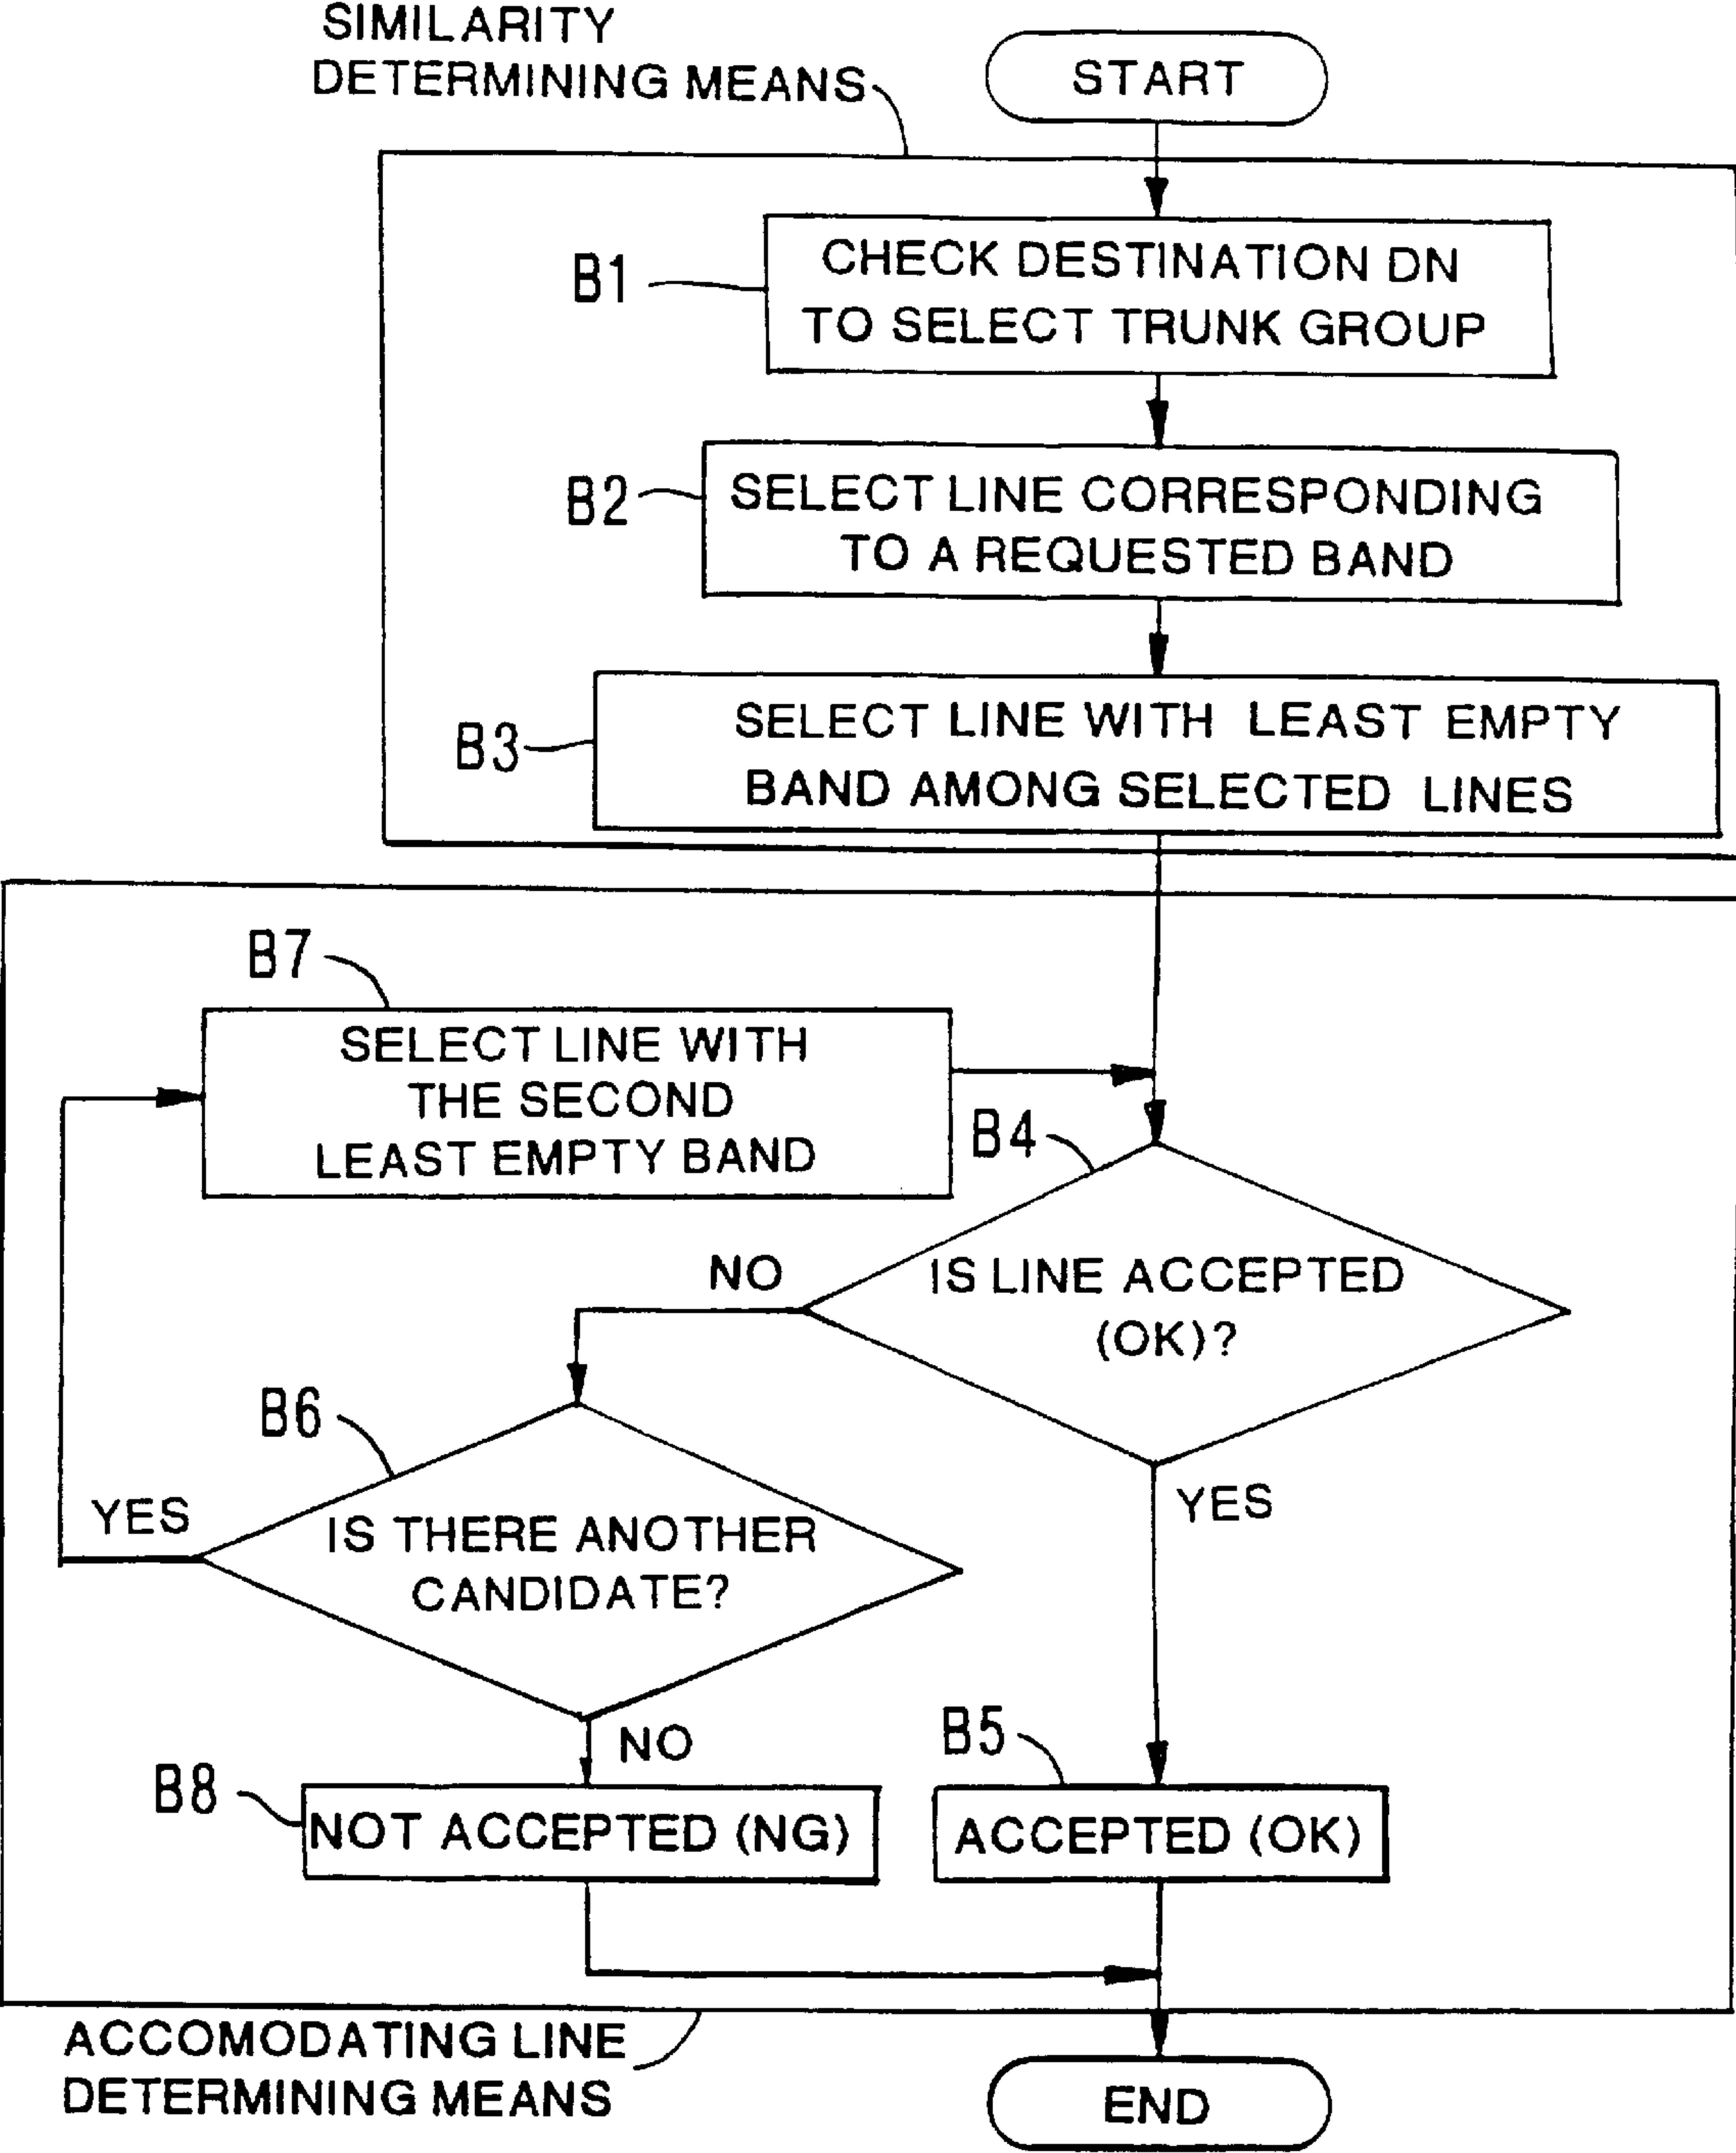 SIMILARITY
DETERMINING MEANS
START
B1
CHECK DESTINATION DN
TO SELECT TRUNK GROUP
B2
SELECT LINE CORRESPONDING
TO A REQUESTED BAND
B3
SELECT LINE WITH LEAST EMPTY
BAND AMONG SELECTED LINES
B7
SELECT LINE WITH
THE SECOND
LEAST EMPTY BAND
B4
IS LINE ACCEPTED
(OK)?
NO
YES
B6
IS THERE ANOTHER
CANDIDATE?
YES
NO
B8
NOT ACCEPTED (NG)
B5
ACCEPTED (OK)
ACCOMODATING LINE
DETERMINING MEANS
END